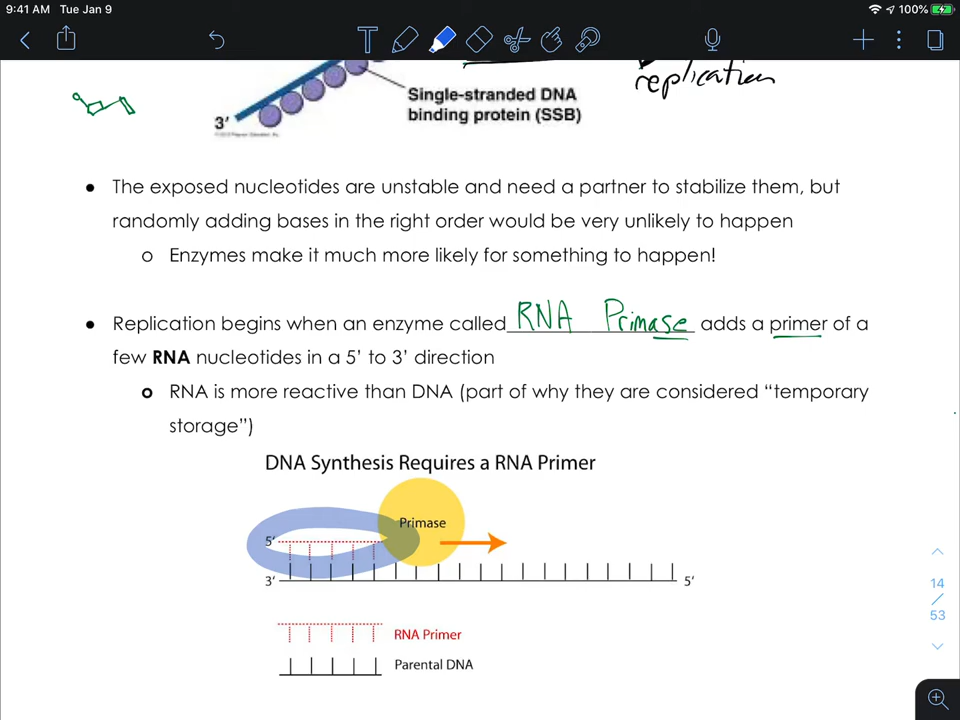 9:41 AM Tue Jan 9
100%
T
replication
Single-stranded DNA
binding protein (SSB)
3'
● The exposed nucleotides are unstable and need a partner to stabilize them, but
randomly adding bases in the right order would be very unlikely to happen
o Enzymes make it much more likely for something to happen!
● Replication begins when an enzyme called RNA Primase adds a primer of a
few RNA nucleotides in a 5' to 3' direction
o RNA is more reactive than DNA (part of why they are considered “temporary
storage”)
DNA Synthesis Requires a RNA Primer
Primase
5'
3' 5'
RNA Primer
Parental DNA
14
/
53